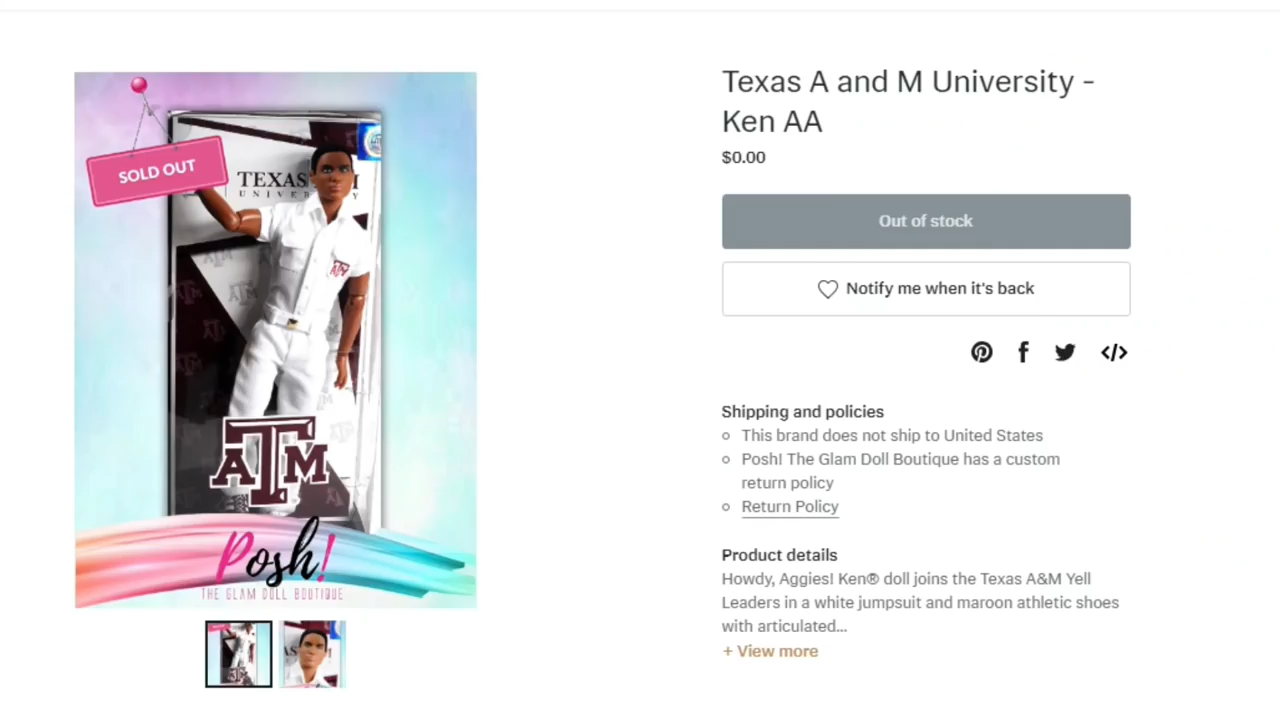 SOLD OUT
TEXAS
UNIVER
ATM
ATM
Posh!
THE GLAM DOLL BOUTIQUE
Texas A and M University -
Ken AA
$0.00
Out of stock
Notify me when it's back
Shipping and policies
This brand does not ship to United States
Posh! The Glam Doll Boutique has a custom
return policy
Return Policy
Product details
Howdy, Aggies! Ken® doll joins the Texas A&M Yell
Leaders in a white jumpsuit and maroon athletic shoes
with articulated...
+ View more